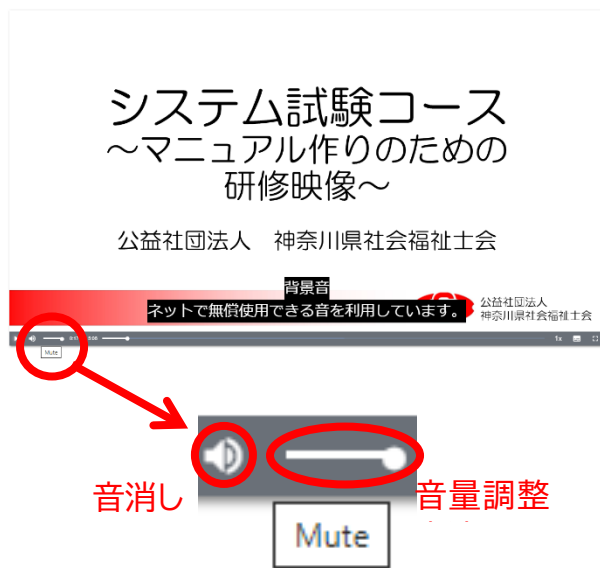 システム試験コース
～マニュアル作りのための
研修映像～
公益社団法人　神奈川県社会福祉士会
背景音
ネットで無償使用できる音を利用しています。
公益社団法人
神奈川県社会福祉士会
1x
Mute
音消し
音量調整
Mute